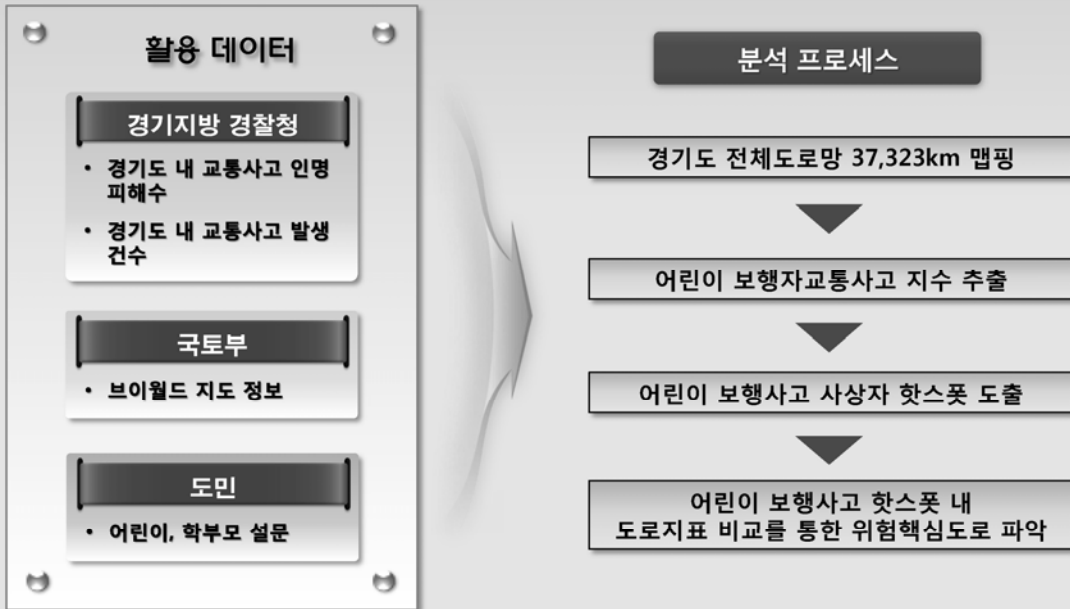 활용 데이터
경기지방 경찰청
• 경기도 내 교통사고 인명
피해수
• 경기도 내 교통사고 발생
건수
국토부
• 브이월드 지도 정보
도민
• 어린이, 학부모 설문
분석 프로세스
경기도 전체도로망 37,323km 맵핑
어린이 보행자교통사고 지수 추출
어린이 보행사고 사상자 핫스폿 도출
어린이 보행사고 핫스폿 내
도로지표 비교를 통한 위험핵심도로 파악